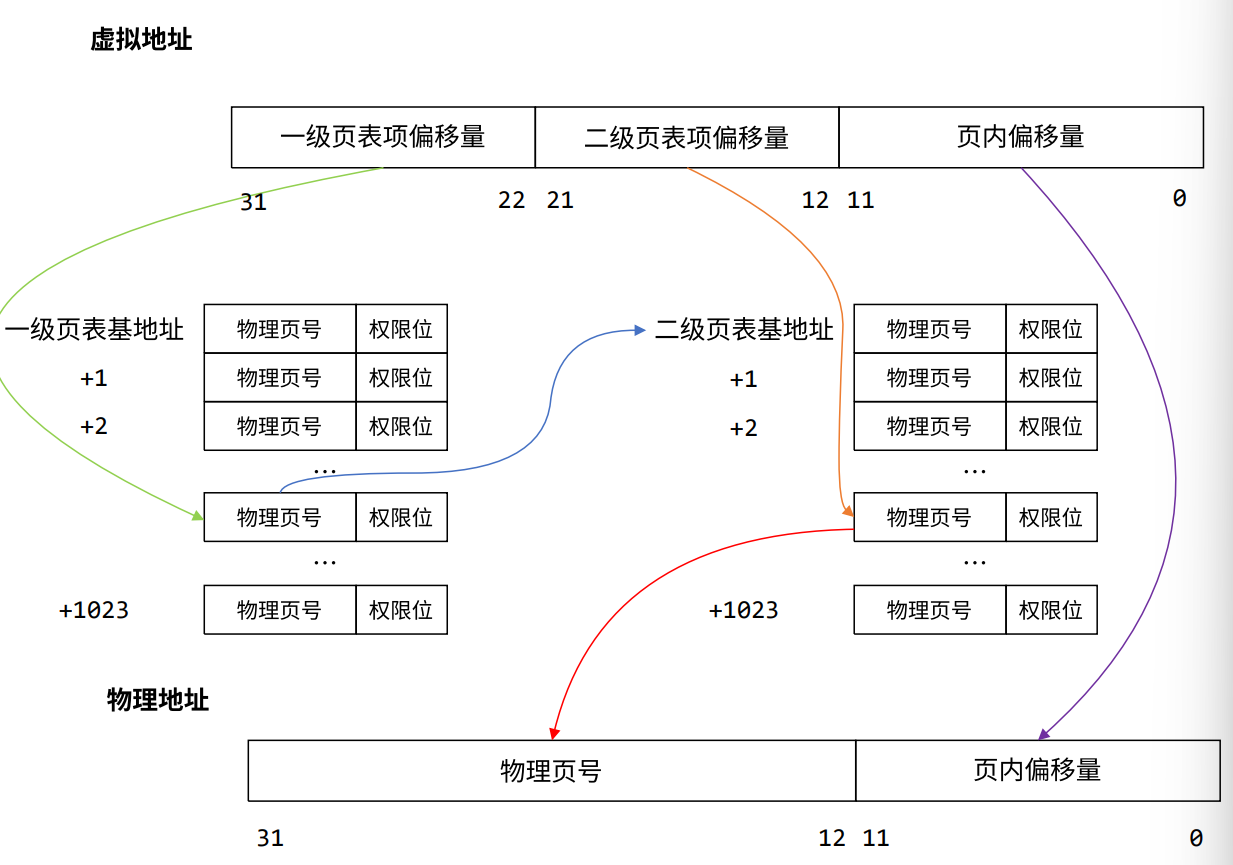 虚拟地址
一级页表项偏移量 二级页表项偏移量 页内偏移量
31 22 21 12 11 0
一级页表基地址 物理页号 权限位 二级页表基地址 物理页号 权限位
+1 物理页号 权限位 +1 物理页号 权限位
+2 物理页号 权限位 +2 物理页号 权限位
... ...
物理页号 权限位 物理页号 权限位
... ...
+1023 物理页号 权限位 +1023 物理页号 权限位
物理地址
物理页号 页内偏移量
31 12 11 0